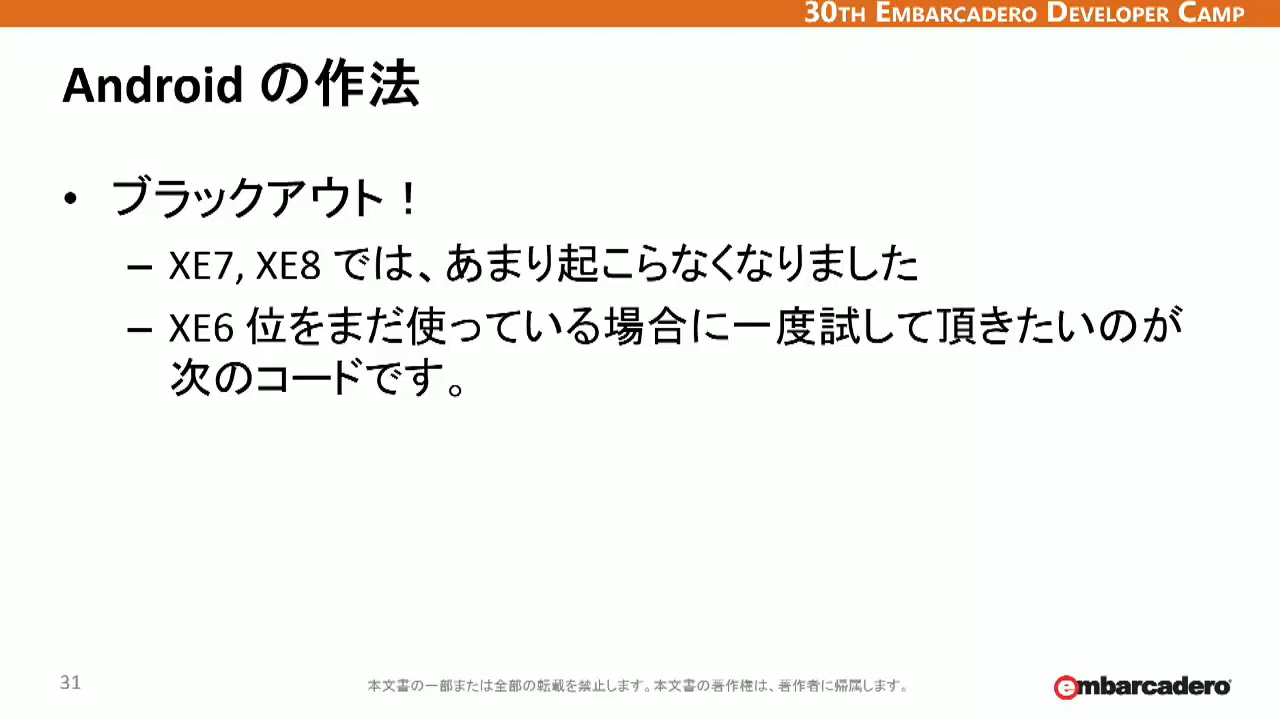 30TH EMBARCADERO DEVELOPER CAMP
Android の作法
• ブラックアウト！
– XE7, XE8 では、あまり起こらなくなりました
– XE6 位をまだ使っている場合に一度試して頂きたいのが
次のコードです。
31
本文書の一部または全部の転載を禁止します。本文書の著作権は、著作者に帰属します。
embarcadero